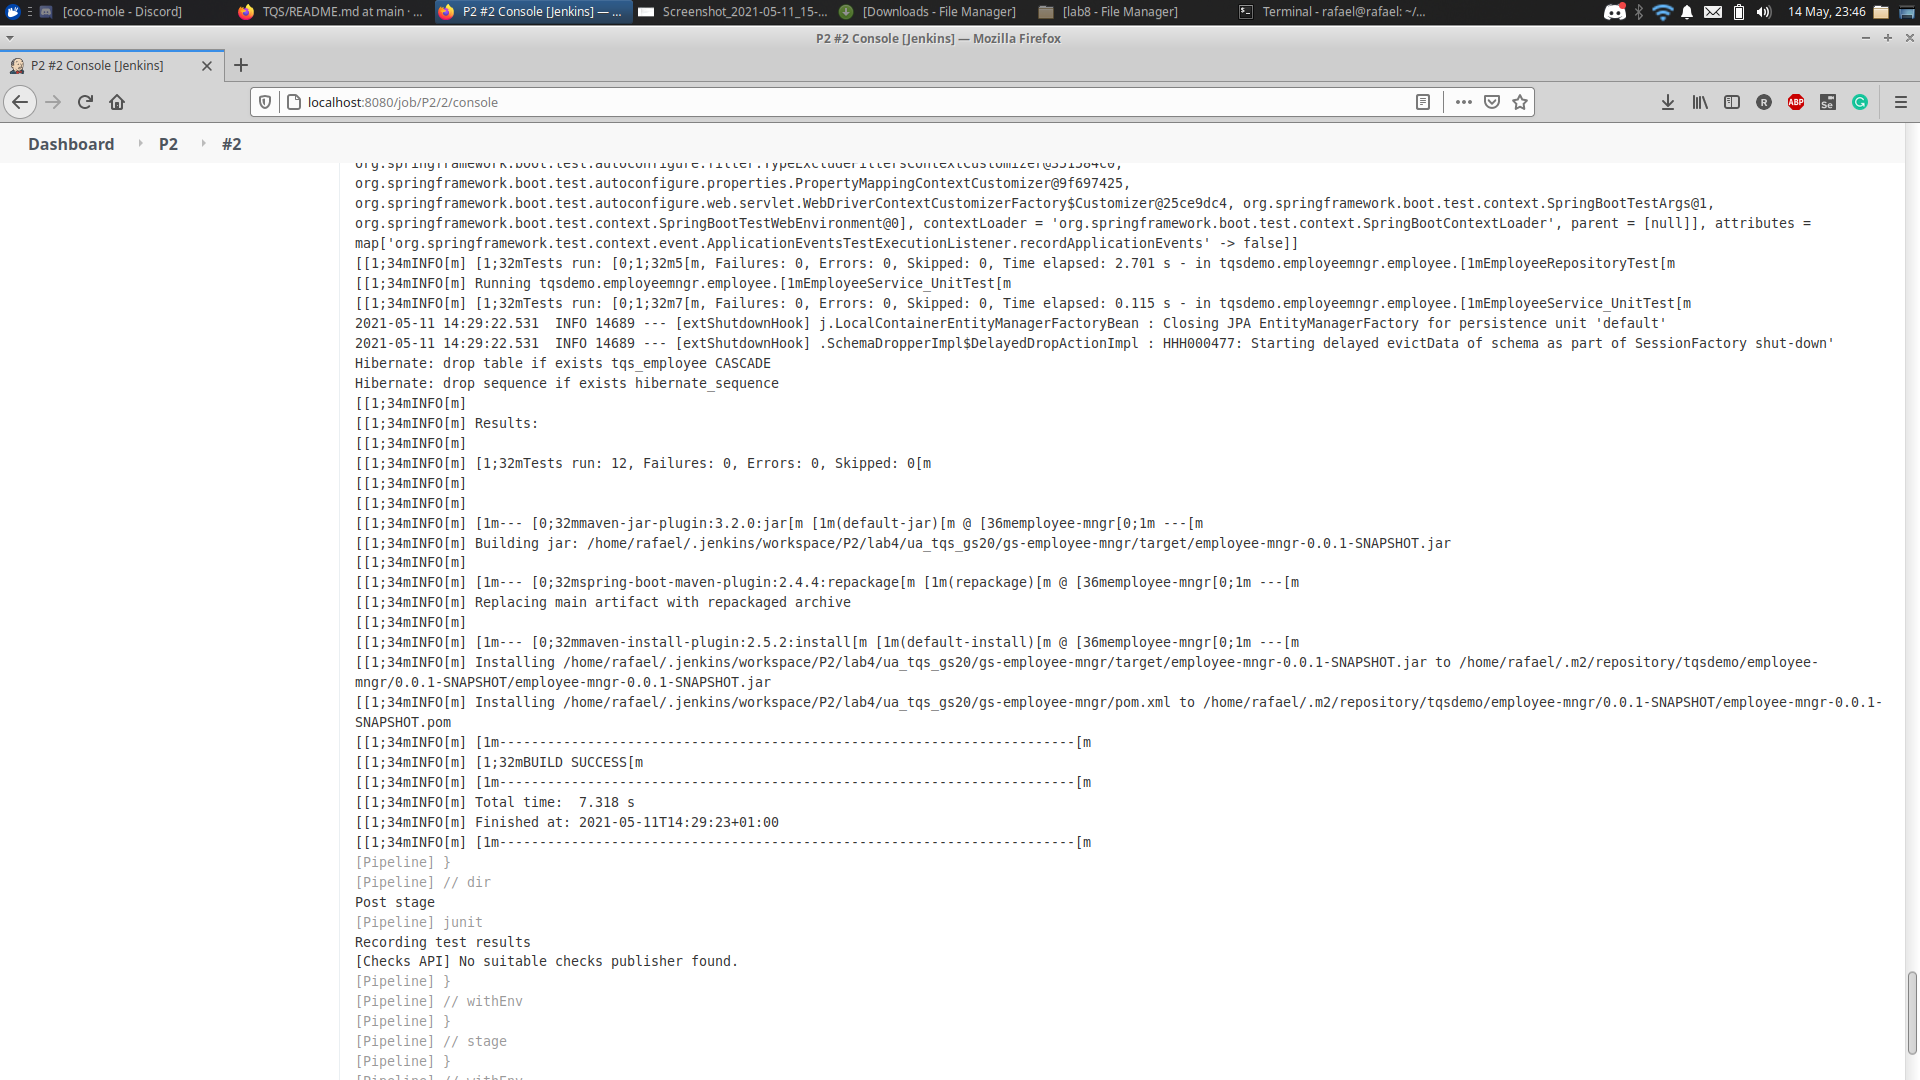 [coco-mole - Discord]
TQS/README.md at main · ...
P2 #2 Console [Jenkins] — ...
Screenshot_2021-05-11_15-...
[Downloads - File Manager]
[lab8 - File Manager]
Terminal - rafael@rafael: ~/...
14 May, 23:46
P2 #2 Console [Jenkins] — Mozilla Firefox
P2 #2 Console [Jenkins]
localhost:8080/job/P2/2/console
R
ABP
Se
G
Dashboard P2 #2
org.springframework.boot.test.autoconfigure.properties.PropertyMappingContextCustomizer@9f697425,
org.springframework.boot.test.autoconfigure.web.servlet.WebDriverContextCustomizerFactory$Customizer@25ce9dc4, org.springframework.boot.test.context.SpringBootTestArgs@1,
org.springframework.boot.test.context.SpringBootTestWebEnvironment@0], contextLoader = 'org.springframework.boot.test.context.SpringBootContextLoader', parent = [null]], attributes =
map['org.springframework.test.context.event.ApplicationEventsTestExecutionListener.recordApplicationEvents' -> false]]
[[1;34mINFO[m] [1;32mTests run: [0;1;32m5[m, Failures: 0, Errors: 0, Skipped: 0, Time elapsed: 2.701 s - in tqsdemo.employeemngr.employee.[1mEmployeeRepositoryTest[m
[[1;34mINFO[m] Running tqsdemo.employeemngr.employee.[1mEmployeeService_UnitTest[m
[[1;34mINFO[m] [1;32mTests run: [0;1;32m7[m, Failures: 0, Errors: 0, Skipped: 0, Time elapsed: 0.115 s - in tqsdemo.employeemngr.employee.[1mEmployeeService_UnitTest[m
2021-05-11 14:29:22.531  INFO 14689 --- [extShutdownHook] j.LocalContainerEntityManagerFactoryBean : Closing JPA EntityManagerFactory for persistence unit 'default'
2021-05-11 14:29:22.531  INFO 14689 --- [extShutdownHook] .SchemaDropperImpl$DelayedDropActionImpl : HHH000477: Starting delayed evictData of schema as part of SessionFactory shut-down'
Hibernate: drop table if exists tqs_employee CASCADE
Hibernate: drop sequence if exists hibernate_sequence
[[1;34mINFO[m]
[[1;34mINFO[m] Results:
[[1;34mINFO[m]
[[1;34mINFO[m] [1;32mTests run: 12, Failures: 0, Errors: 0, Skipped: 0[m
[[1;34mINFO[m]
[[1;34mINFO[m]
[[1;34mINFO[m] [1m--- [0;32mmaven-jar-plugin:3.2.0:jar[m [1m(default-jar)[m @ [36memployee-mngr[0;1m ---[m
[[1;34mINFO[m] Building jar: /home/rafael/.jenkins/workspace/P2/lab4/ua_tqs_gs20/gs-employee-mngr/target/employee-mngr-0.0.1-SNAPSHOT.jar
[[1;34mINFO[m]
[[1;34mINFO[m] [1m--- [0;32mspring-boot-maven-plugin:2.4.4:repackage[m [1m(repackage)[m @ [36memployee-mngr[0;1m ---[m
[[1;34mINFO[m] Replacing main artifact with repackaged archive
[[1;34mINFO[m]
[[1;34mINFO[m] [1m--- [0;32mmaven-install-plugin:2.5.2:install[m [1m(default-install)[m @ [36memployee-mngr[0;1m ---[m
[[1;34mINFO[m] Installing /home/rafael/.jenkins/workspace/P2/lab4/ua_tqs_gs20/gs-employee-mngr/target/employee-mngr-0.0.1-SNAPSHOT.jar to /home/rafael/.m2/repository/tqsdemo/employee-
mngr/0.0.1-SNAPSHOT/employee-mngr-0.0.1-SNAPSHOT.jar
[[1;34mINFO[m] Installing /home/rafael/.jenkins/workspace/P2/lab4/ua_tqs_gs20/gs-employee-mngr/pom.xml to /home/rafael/.m2/repository/tqsdemo/employee-mngr/0.0.1-SNAPSHOT/employee-mngr-0.0.1-
SNAPSHOT.pom
[[1;34mINFO[m] [1m------------------------------------------------------------------------[m
[[1;34mINFO[m] [1;32mBUILD SUCCESS[m
[[1;34mINFO[m] [1m------------------------------------------------------------------------[m
[[1;34mINFO[m] Total time:  7.318 s
[[1;34mINFO[m] Finished at: 2021-05-11T14:29:23+01:00
[[1;34mINFO[m] [1m------------------------------------------------------------------------[m
[Pipeline] }
[Pipeline] // dir
Post stage
[Pipeline] junit
Recording test results
[Checks API] No suitable checks publisher found.
[Pipeline] }
[Pipeline] // withEnv
[Pipeline] }
[Pipeline] // stage
[Pipeline] }
[Pipeline] // withEnv